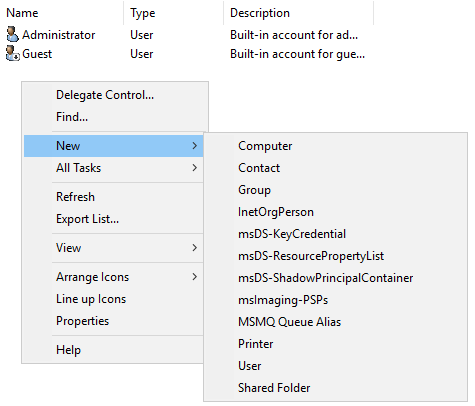 Name Type Description
Administrator User Built-in account for ad...
Guest User Built-in account for gue...
Delegate Control...
Find...
New
All Tasks
Refresh
Export List...
View
Arrange Icons
Line up Icons
Properties
Help
Computer
Contact
Group
InetOrgPerson
msDS-KeyCredential
msDS-ResourcePropertyList
msDS-ShadowPrincipalContainer
msImaging-PSPs
MSMQ Queue Alias
Printer
User
Shared Folder